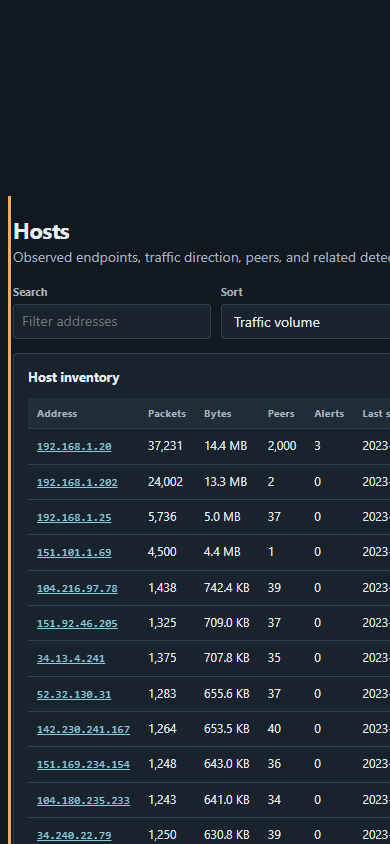 Hosts
Observed endpoints, traffic direction, peers, and related
Search Sort
Filter addresses Traffic volume
Host inventory
Address Packets Bytes Peers Alerts Last
192.168.1.20 37,231 14.4 MB 2,000 3 2023-
192.168.1.202 24,002 13.3 MB 2 0 2023-
192.168.1.25 5,736 5.0 MB 37 0 2023-
151.101.1.69 4,500 4.4 MB 1 0 2023-
104.216.97.78 1,438 742.4 KB 39 0 2023-
151.92.46.205 1,325 709.0 KB 37 0 2023-
34.13.4.241 1,375 707.8 KB 35 0 2023-
52.32.130.31 1,283 655.6 KB 37 0 2023-
142.230.241.167 1,264 653.5 KB 40 0 2023-
151.169.234.154 1,248 643.0 KB 36 0 2023-
104.180.235.233 1,243 641.0 KB 34 0 2023-
34.240.22.79 1,250 630.8 KB 39 0 2023-